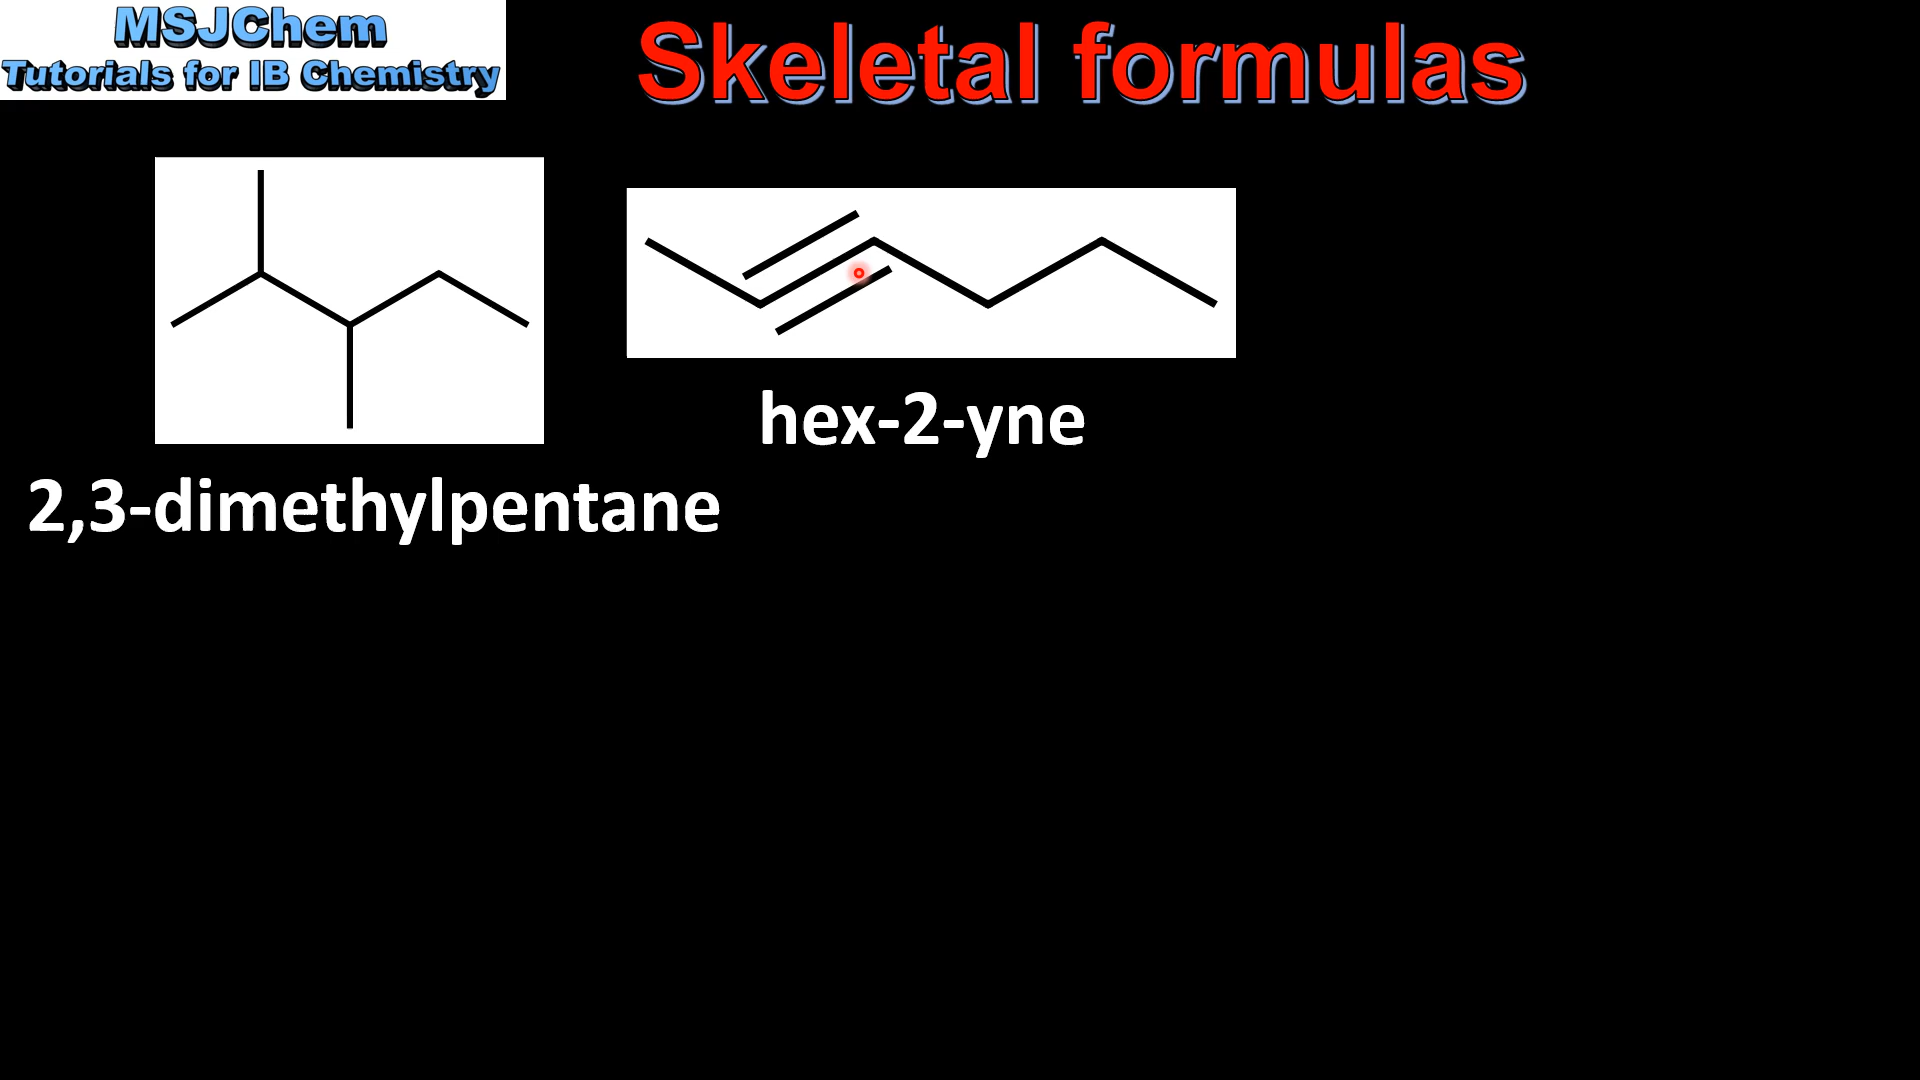 MSJChem
Tutorials for IB Chemistry
Skeletal formulas
hex-2-yne
2,3-dimethylpentane